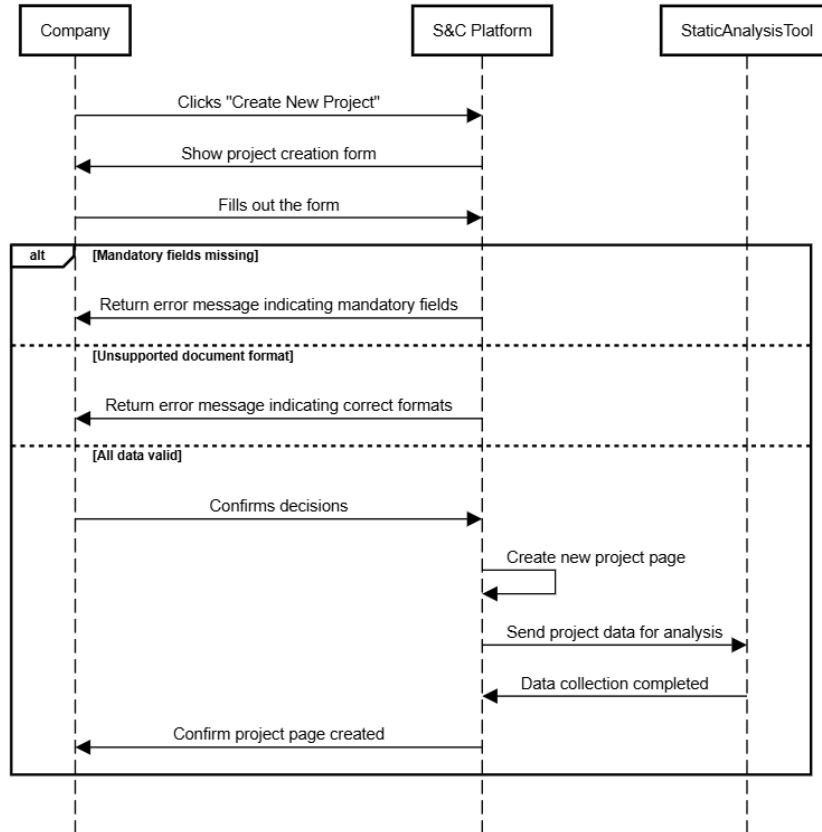 Company
S&C Platform
StaticAnalysisTool
Clicks "Create New Project"
Show project creation form
Fills out the form
alt
[Mandatory fields missing]
Return error message indicating mandatory fields
[Unsupported document format]
Return error message indicating correct formats
[All data valid]
Confirms decisions
Create new project page
Send project data for analysis
Data collection completed
Confirm project page created